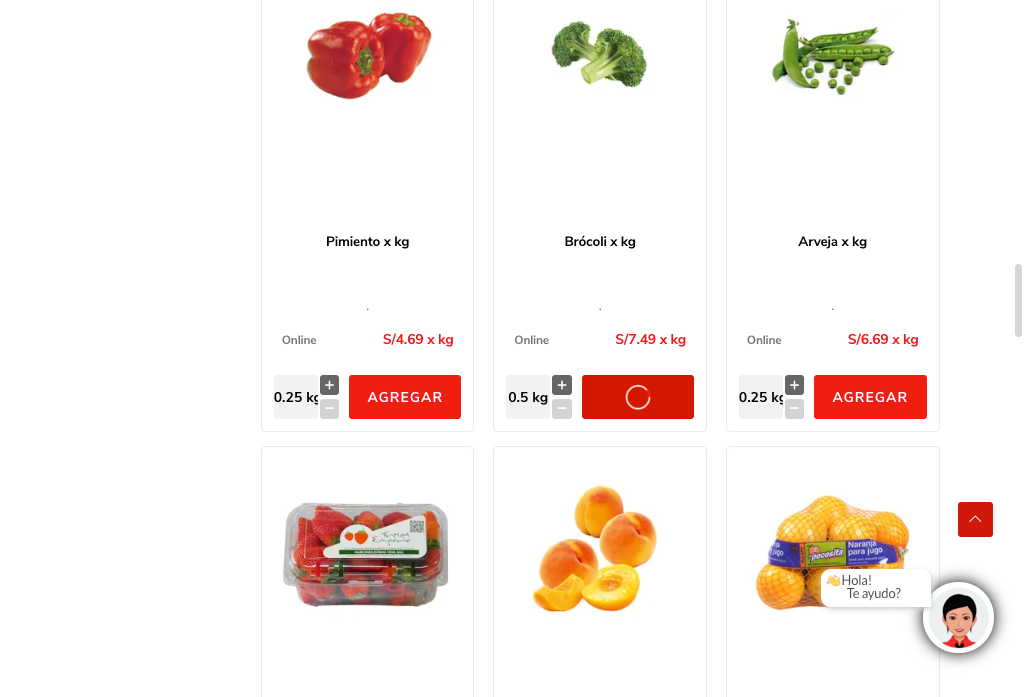 Pimiento x kg
Brócoli x kg
Arveja x kg
.
.
.
Online
S/4.69 x kg
Online
S/7.49 x kg
Online
S/6.69 x kg
0.25 kg
+
−
AGREGAR
0.5 kg
+
−
0.25 kg
+
−
AGREGAR
Naranja
para jugo
pocosita
👋Hola!
Te ayudo?